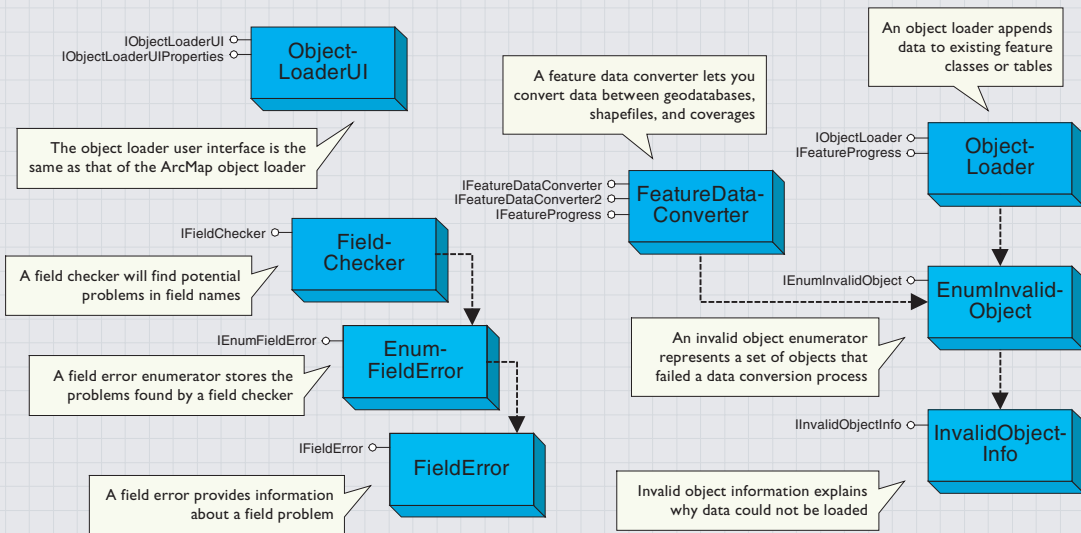 IObjectLoaderUI
IObjectLoaderUIProperties
Object-
LoaderUI
The object loader user interface is the
same as that of the ArcMap object loader
A feature data converter lets you
convert data between geodatabases,
shapefiles, and coverages
An object loader appends
data to existing feature
classes or tables
IObjectLoader
IFeatureProgress
Object-
Loader
IFeatureDataConverter
IFeatureDataConverter2
IFeatureProgress
FeatureData-
Converter
IFieldChecker
Field-
Checker
A field checker will find potential
problems in field names
IEnumInvalidObject
EnumInvalid-
Object
An invalid object enumerator
represents a set of objects that
failed a data conversion process
IEnumFieldError
Enum-
FieldError
A field error enumerator stores the
problems found by a field checker
IInvalidObjectInfo
InvalidObject-
Info
Invalid object information explains
why data could not be loaded
IFieldError
FieldError
A field error provides information
about a field problem